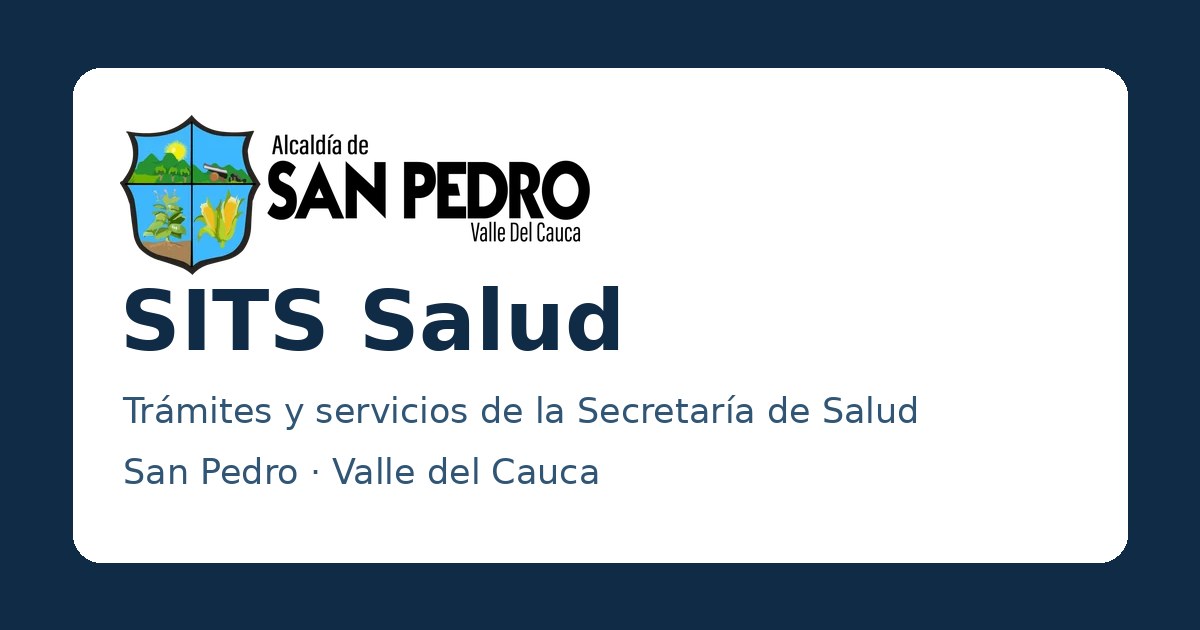 Alcaldía de
SAN PEDRO
Valle Del Cauca
SITS Salud
Trámites y servicios de la Secretaría de Salud
San Pedro · Valle del Cauca